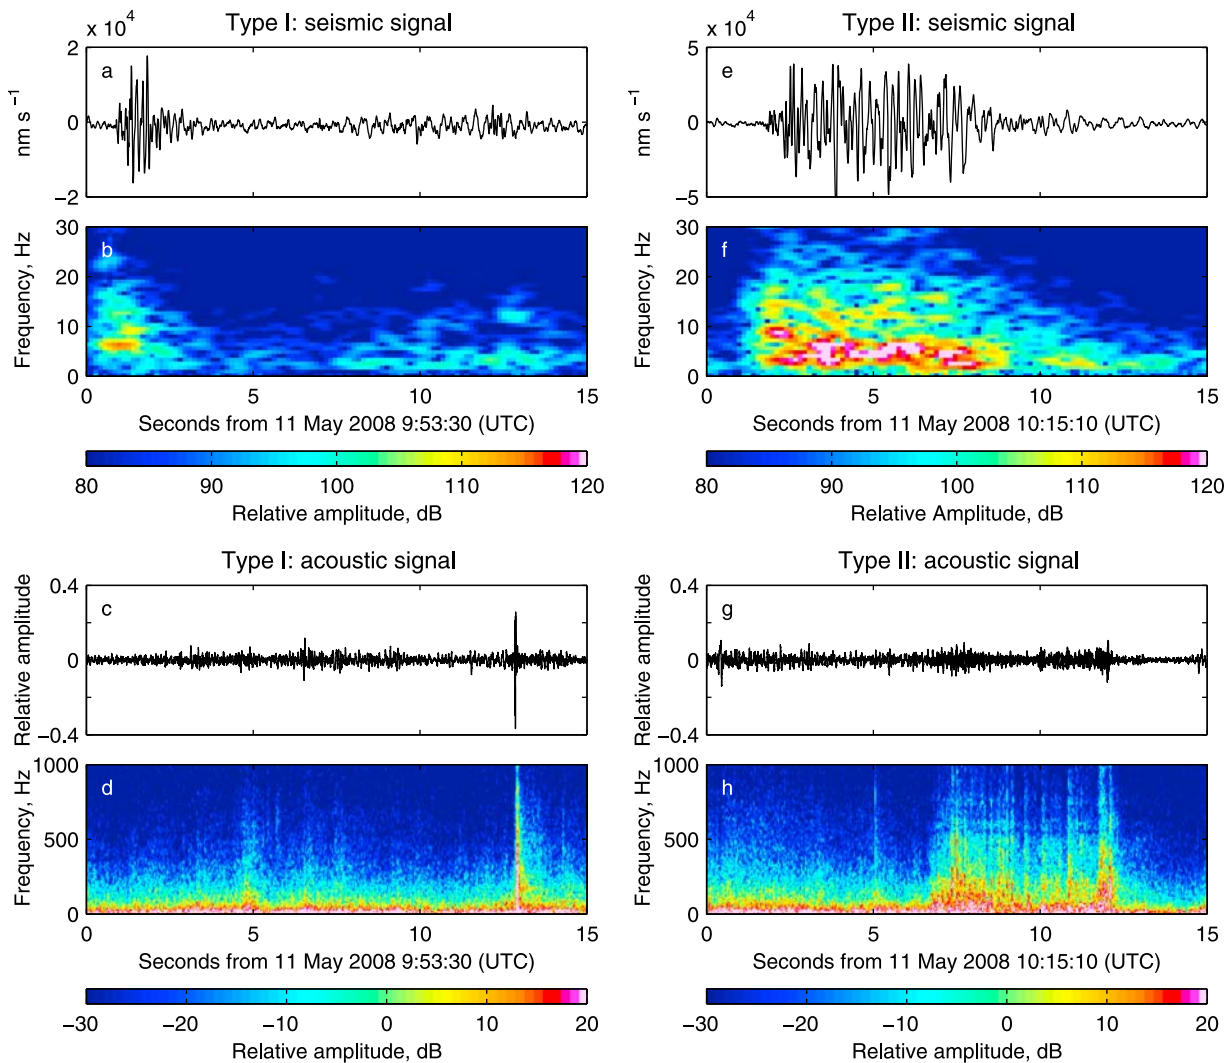 Type I: seismic signal
x 10⁴
a
2
0
−2
nm s⁻¹
b
30
20
10
0
Frequency, Hz
0 5 10 15
Seconds from 11 May 2008 9:53:30 (UTC)
80 90 100 110 120
Relative amplitude, dB
Type II: seismic signal
x 10⁴
e
5
0
−5
nm s⁻¹
f
30
20
10
0
Frequency, Hz
0 5 10 15
Seconds from 11 May 2008 10:15:10 (UTC)
80 90 100 110 120
Relative Amplitude, dB
Type I: acoustic signal
c
0.4
0
−0.4
Relative amplitude
d
1000
500
0
Frequency, Hz
0 5 10 15
Seconds from 11 May 2008 9:53:30 (UTC)
−30 −20 −10 0 10 20
Relative amplitude, dB
Type II: acoustic signal
g
0.4
0
−0.4
Relative amplitude
h
1000
500
0
Frequency, Hz
0 5 10 15
Seconds from 11 May 2008 10:15:10 (UTC)
−30 −20 −10 0 10 20
Relative amplitude, dB